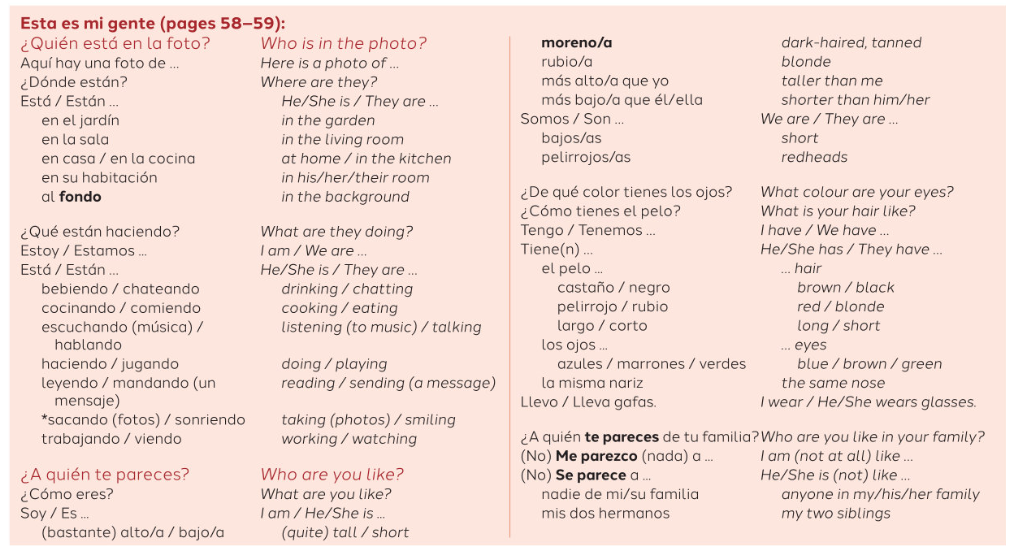 Esta es mi gente (pages 58–59):
¿Quién está en la foto? Who is in the photo?
Aquí hay una foto de ... Here is a photo of ...
¿Dónde están? Where are they?
Está / Están ... He/She is / They are ...
en el jardín in the garden
en la sala in the living room
en casa / en la cocina at home / in the kitchen
en su habitación in his/her/their room
al fondo in the background
¿Qué están haciendo? What are they doing?
Estoy / Estamos ... I am / We are ...
Está / Están ... He/She is / They are ...
bebiendo / chateando drinking / chatting
cocinando / comiendo cooking / eating
escuchando (música) / listening (to music) / talking
hablando
haciendo / jugando doing / playing
leyendo / mandando (un reading / sending (a message)
mensaje)
*sacando (fotos) / sonriendo taking (photos) / smiling
trabajando / viendo working / watching
¿A quién te pareces? Who are you like?
¿Cómo eres? What are you like?
Soy / Es ... I am / He/She is ...
(bastante) alto/a / bajo/a (quite) tall / short
moreno/a dark-haired, tanned
rubio/a blonde
más alto/a que yo taller than me
más bajo/a que él/ella shorter than him/her
Somos / Son ... We are / They are ...
bajos/as short
pelirrojos/as redheads
¿De qué color tienes los ojos? What colour are your eyes?
¿Cómo tienes el pelo? What is your hair like?
Tengo / Tenemos ... I have / We have ...
Tiene(n) ... He/She has / They have ...
el pelo ... ... hair
castaño / negro brown / black
pelirrojo / rubio red / blonde
largo / corto long / short
los ojos ... ... eyes
azules / marrones / verdes blue / brown / green
la misma nariz the same nose
Llevo / Lleva gafas. I wear / He/She wears glasses.
¿A quién te pareces de tu familia? Who are you like in your family?
(No) Me parezco (nada) a ... I am (not at all) like ...
(No) Se parece a ... He/She is (not) like ...
nadie de mi/su familia anyone in my/his/her family
mis dos hermanos my two siblings